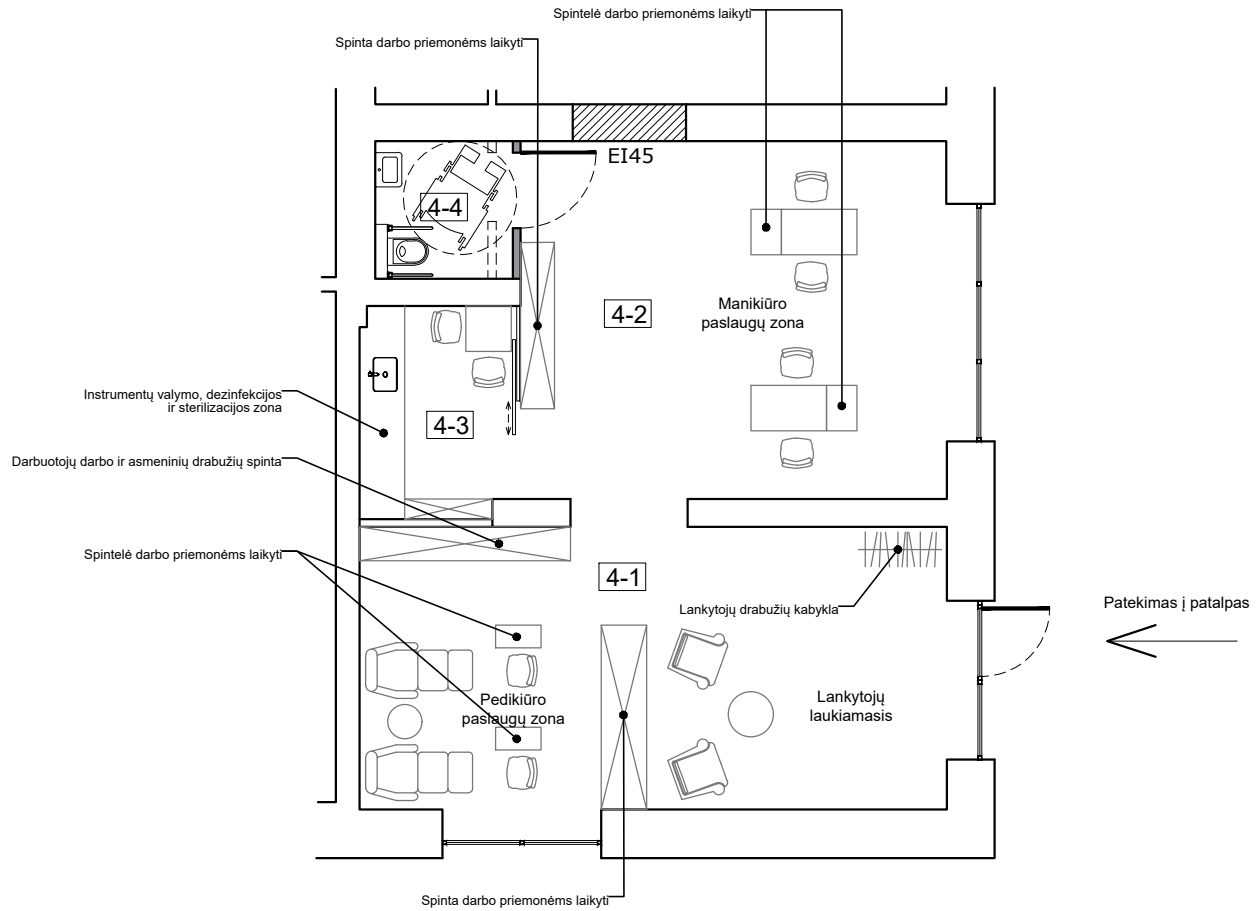 Spintelė darbo priemonėms laikyti
Spinta darbo priemonėms laikyti
EI45
4-4
4-2
Manikiūro
paslaugų zona
Instrumentų valymo, dezinfekcijos
ir sterilizacijos zona
4-3
Darbuotojų darbo ir asmeninių drabužių spinta
Spintelė darbo priemonėms laikyti
4-1
Lankytojų drabužių kabykla
Patekimas į patalpas
Pedikiūro
paslaugų zona
Lankytojų
laukiamasis
Spinta darbo priemonėms laikyti